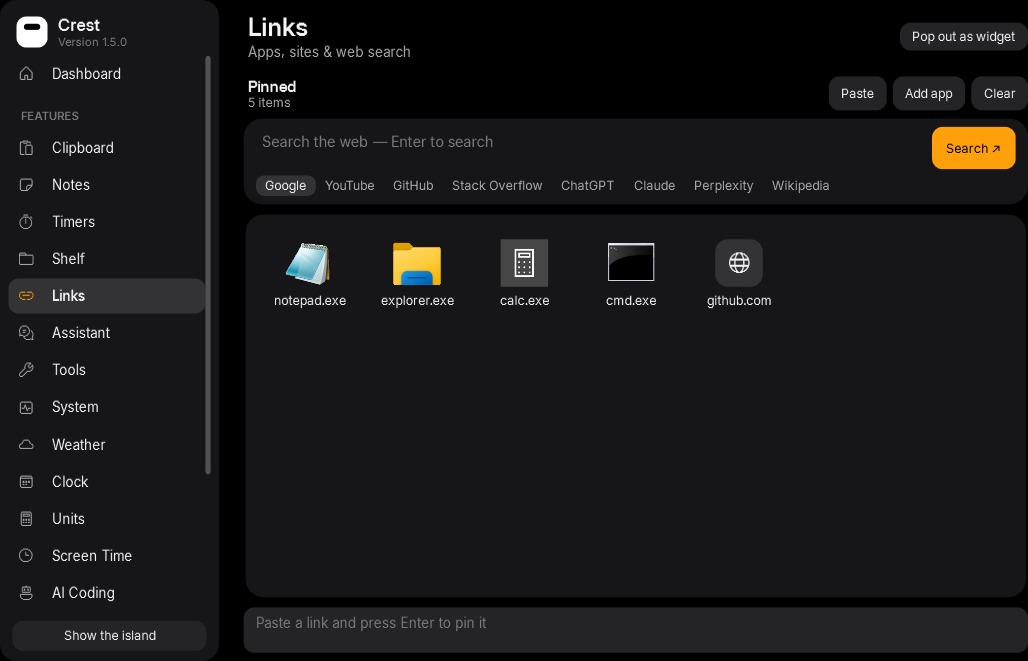 Crest
Version 1.5.0
Dashboard
FEATURES
Clipboard
Notes
Timers
Shelf
Links
Assistant
Tools
System
Weather
Clock
Units
Screen Time
AI Coding
Show the island
Links
Apps, sites & web search
Pop out as widget
Pinned
5 items
Paste Add app Clear
Search the web — Enter to search
Search ↗
Google YouTube GitHub Stack Overflow ChatGPT Claude Perplexity Wikipedia
notepad.exe explorer.exe calc.exe cmd.exe github.com
Paste a link and press Enter to pin it